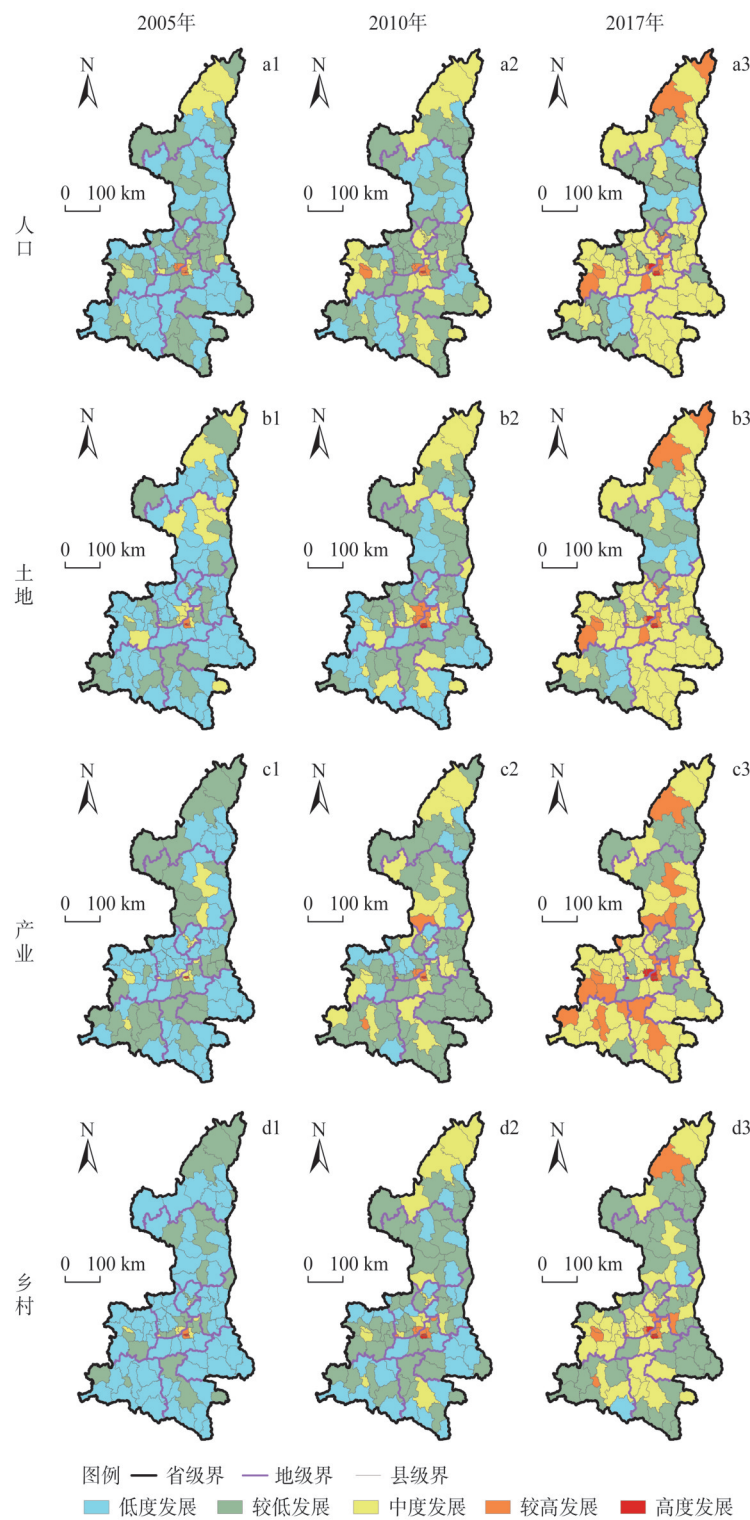 2005年 2010年 2017年
N a1 N a2 N a3
0 100 km 0 100 km 0 100 km
人口
N b1 N b2 N b3
0 100 km 0 100 km 0 100 km
土地
N c1 N c2 N c3
0 100 km 0 100 km 0 100 km
产业
N d1 N d2 N d3
0 100 km 0 100 km 0 100 km
乡村
图例 省级界 地级界 县级界
低度发展 较低发展 中度发展 较高发展 高度发展